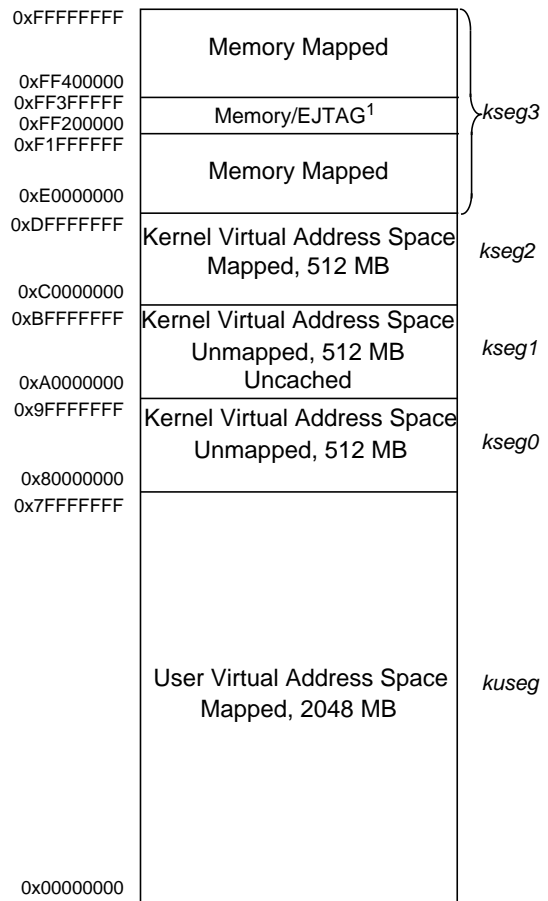 0xFFFFFFFF
Memory Mapped
0xFF400000
0xFF3FFFFF
Memory/EJTAG1
kseg3
0xFF200000
0xF1FFFFFF
Memory Mapped
0xE0000000
0xDFFFFFFF
Kernel Virtual Address Space
Mapped, 512 MB
kseg2
0xC0000000
0xBFFFFFFF
Kernel Virtual Address Space
Unmapped, 512 MB
kseg1
Uncached
0xA0000000
0x9FFFFFFF
Kernel Virtual Address Space
Unmapped, 512 MB
kseg0
0x80000000
0x7FFFFFFF
User Virtual Address Space
kuseg
Mapped, 2048 MB
0x00000000